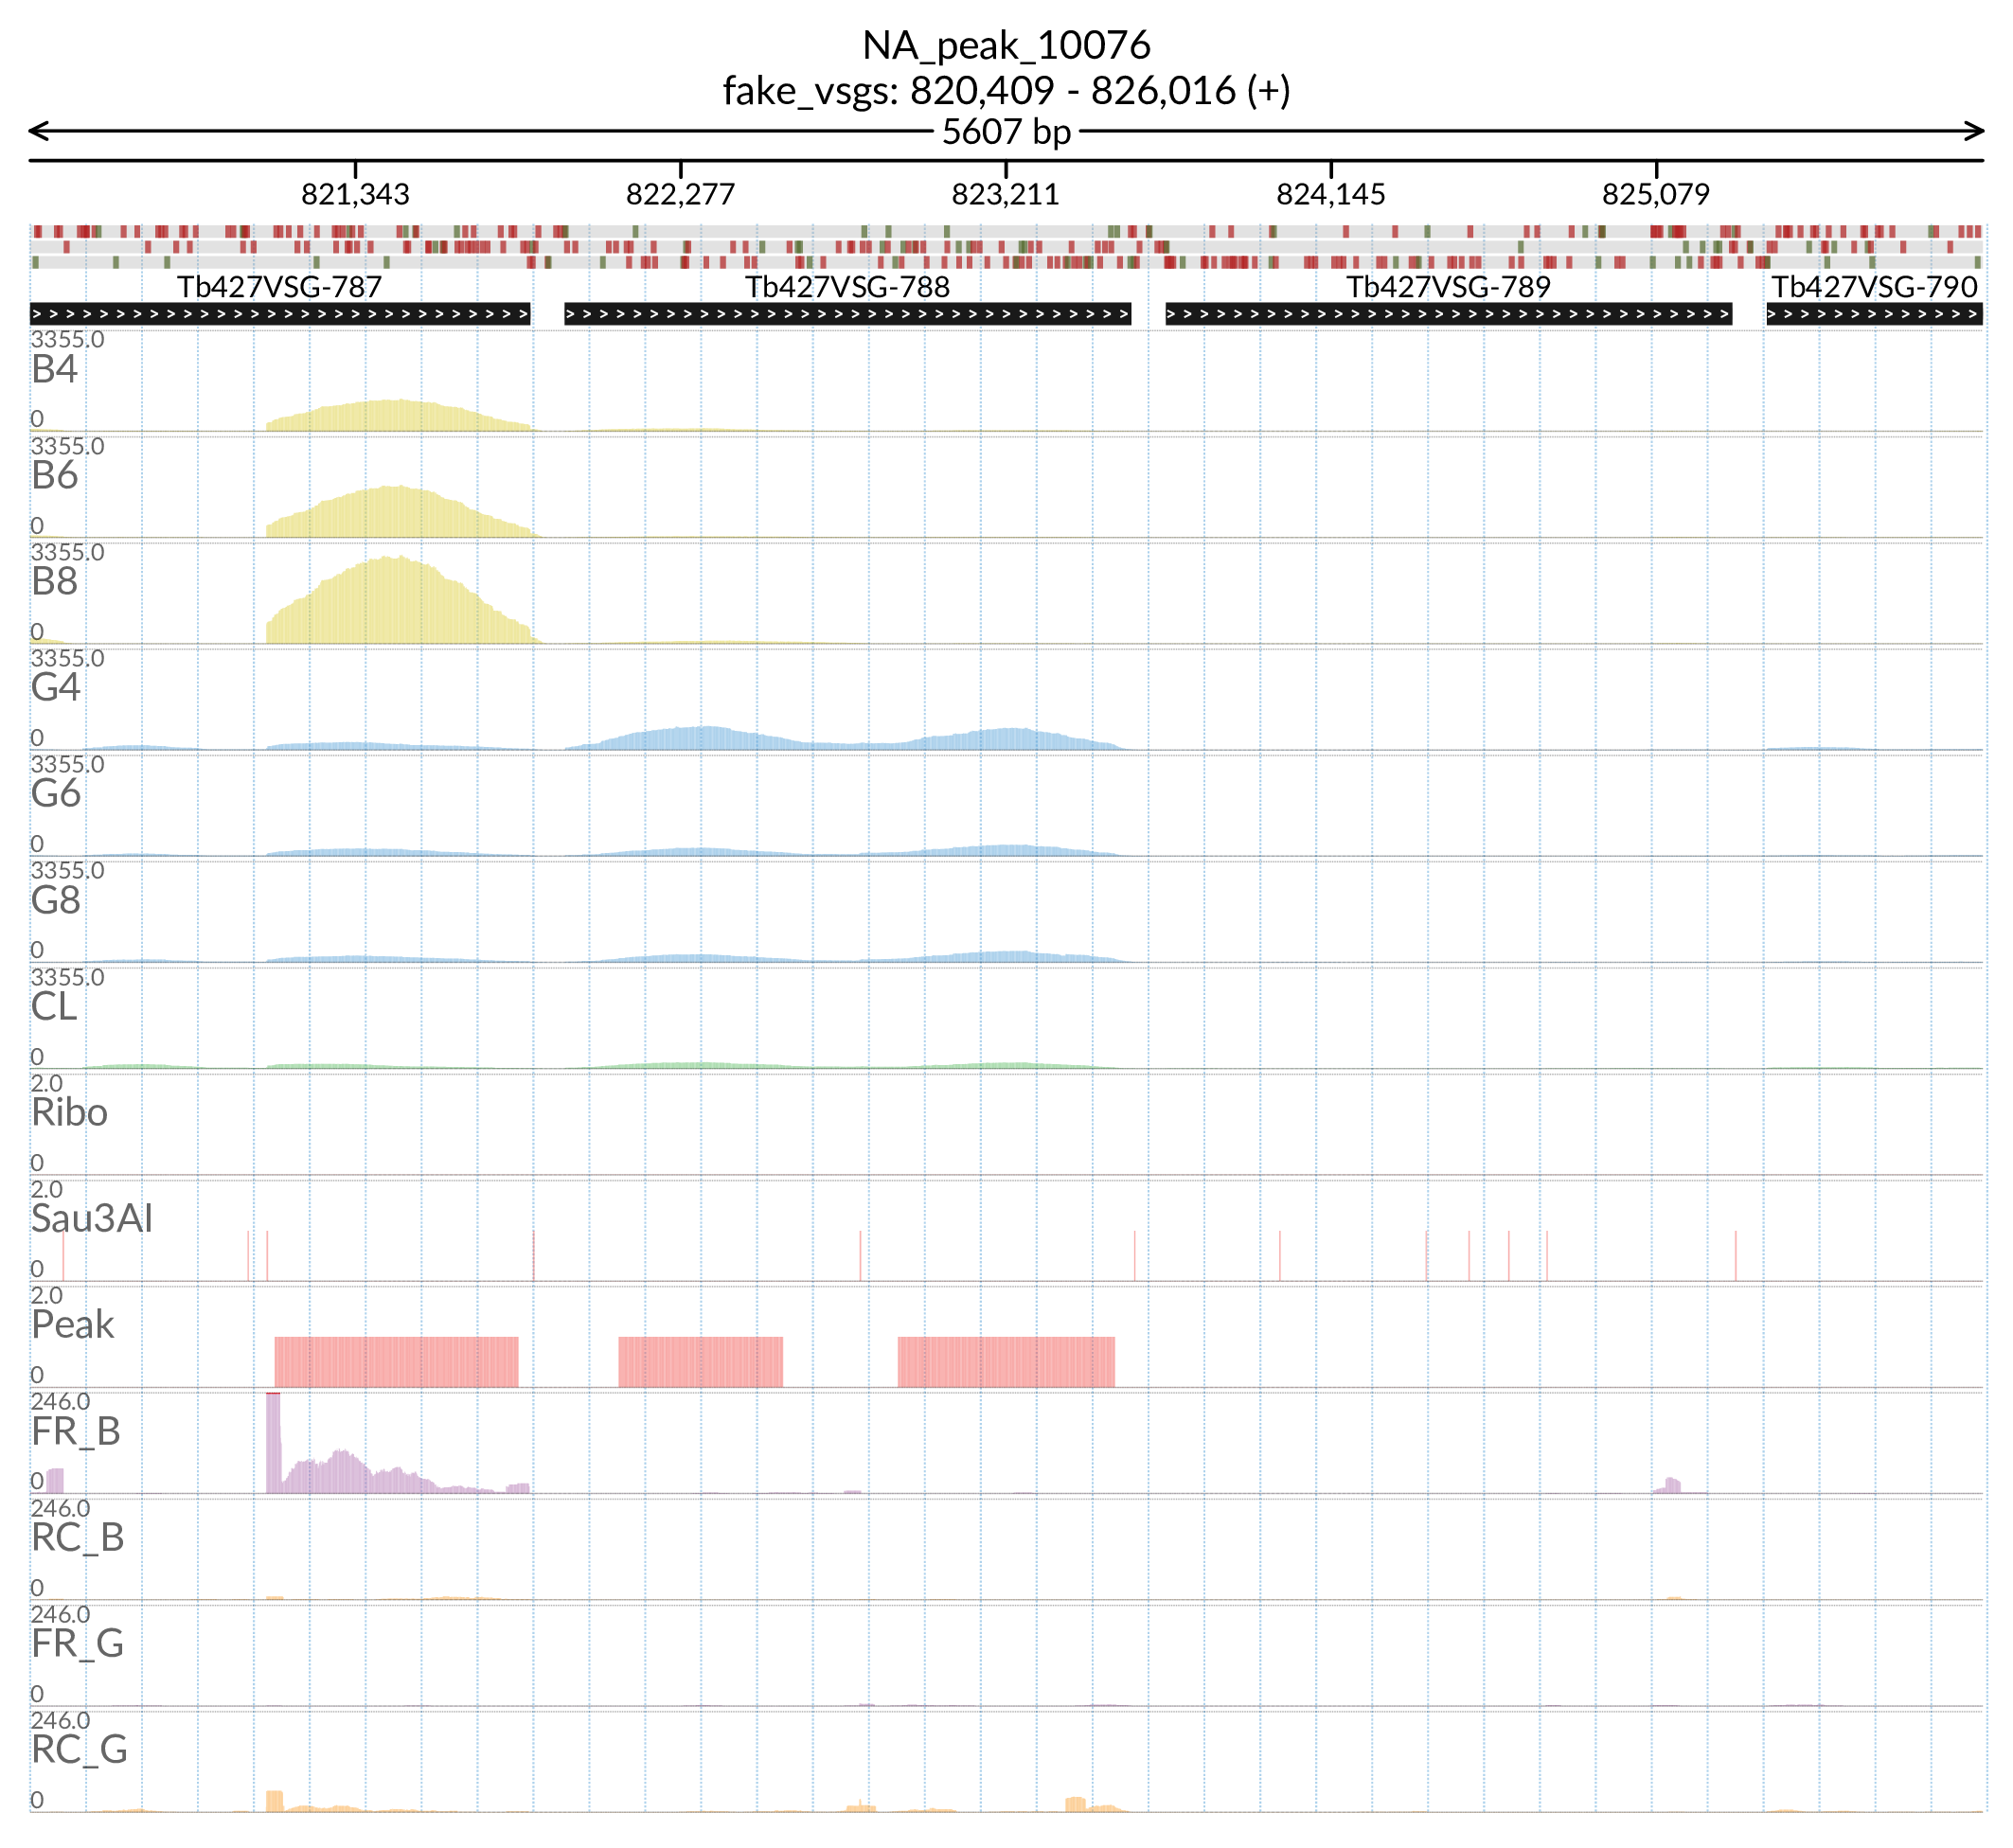 NA_peak_10076
fake_vsgs: 820,409 - 826,016 (+)
5607 bp
821,343 822,277 823,211 824,145 825,079
Tb427VSG-787 Tb427VSG-788 Tb427VSG-789 Tb427VSG-790
3355.0
B4
0
3355.0
B6
0
3355.0
B8
0
3355.0
G4
0
3355.0
G6
0
3355.0
G8
0
3355.0
CL
0
2.0
Ribo
0
2.0
Sau3AI
0
2.0
Peak
0
246.0
FR_B
0
246.0
RC_B
0
246.0
FR_G
0
246.0
RC_G
0